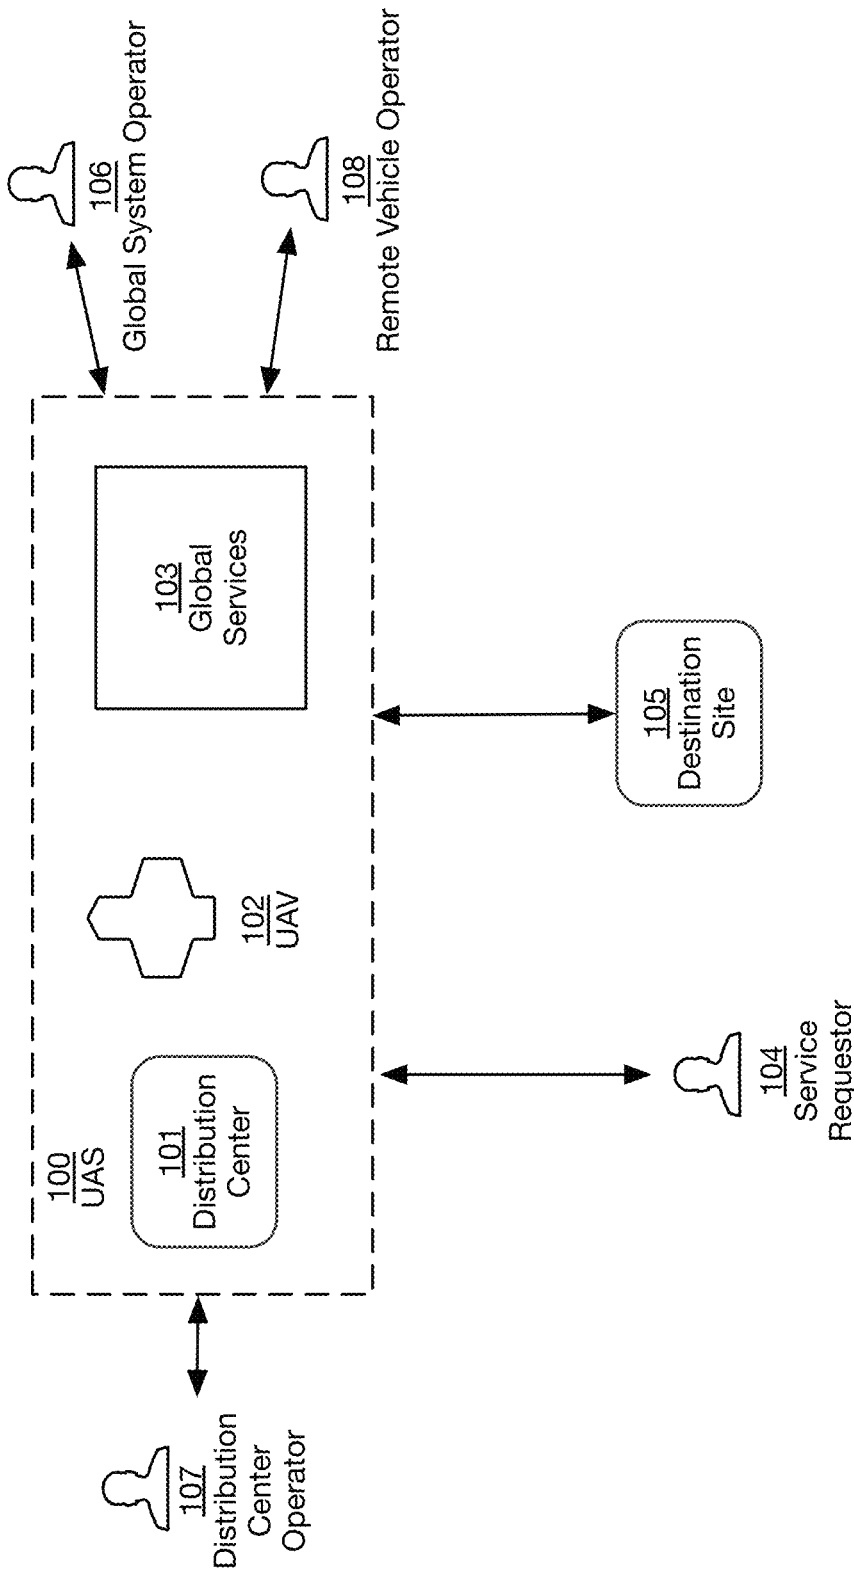 100
UAS
101
Distribution
Center
102
UAV
103
Global
Services
106
Global System Operator
108
Remote Vehicle Operator
107
Distribution
Center
Operator
104
Service
Requestor
105
Destination
Site